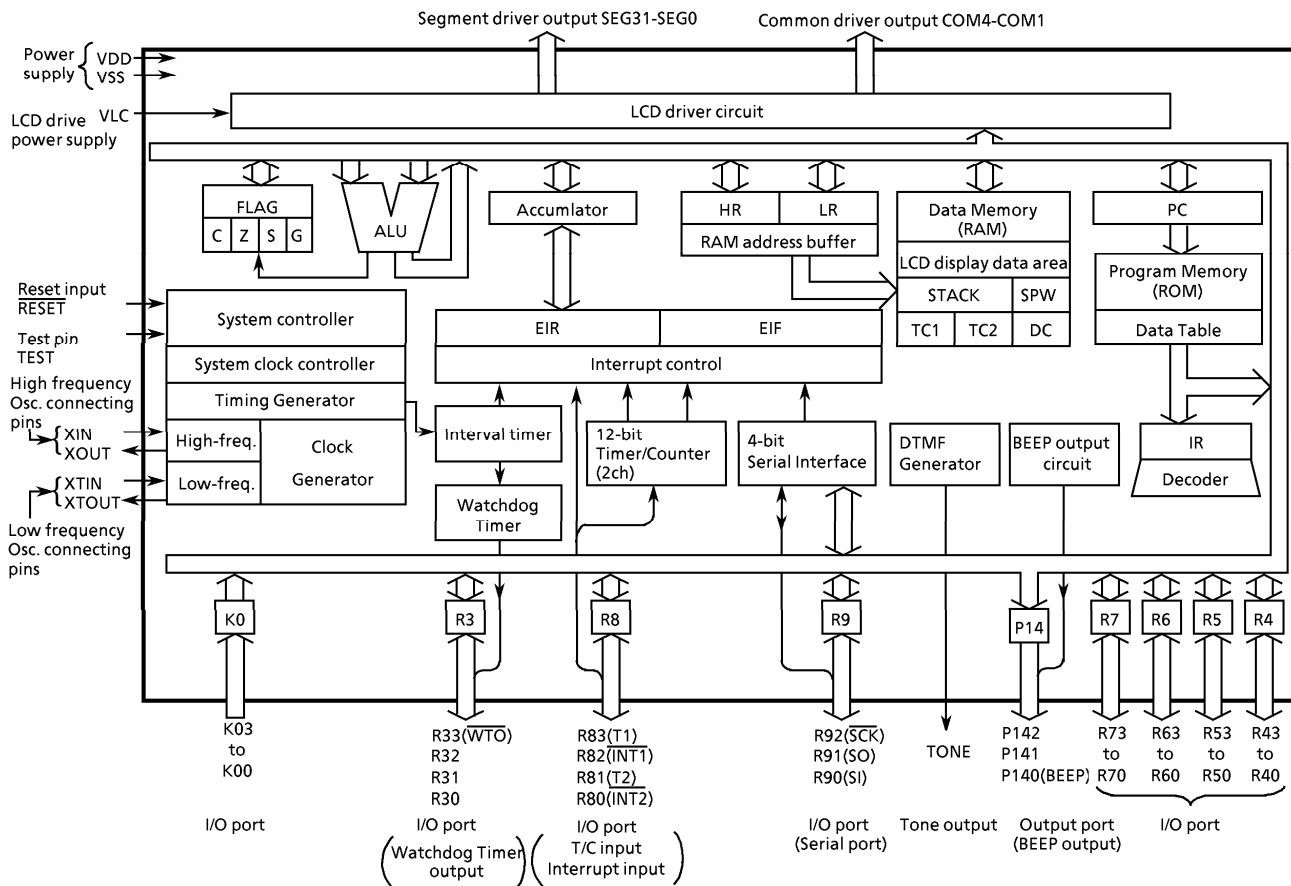 Segment driver output SEG31-SEG0
Common driver output COM4-COM1
Power
supply
VDD
VSS
LCD drive
power supply
VLC
LCD driver circuit
FLAG
C Z S G
ALU
Accumlator
HR LR
RAM address buffer
Data Memory
(RAM)
LCD display data area
STACK SPW
TC1 TC2 DC
PC
Program Memory
(ROM)
Data Table
IR
Decoder
Reset input
RESET
Test pin
TEST
High frequency
Osc. connecting
pins
XIN
XOUT
XTIN
XTOUT
Low frequency
Osc. connecting
pins
System controller
System clock controller
Timing Generator
High-freq.
Low-freq.
Clock
Generator
EIR EIF
Interrupt control
Interval timer
Watchdog
Timer
12-bit
Timer/Counter
(2ch)
4-bit
Serial Interface
DTMF
Generator
BEEP output
circuit
K0 R3 R8 R9 P14 R7 R6 R5 R4
K03
to
K00
I/O port
R33(WTO)
R32
R31
R30
I/O port
(Watchdog Timer
output)
R83(T1)
R82(INT1)
R81(T2)
R80(INT2)
I/O port
(T/C input
Interrupt input)
R92(SCK)
R91(SO)
R90(SI)
I/O port
(Serial port)
TONE
Tone output
P142
P141
P140(BEEP)
Output port
(BEEP output)
R73 R63 R53 R43
to to to to
R70 R60 R50 R40
I/O port